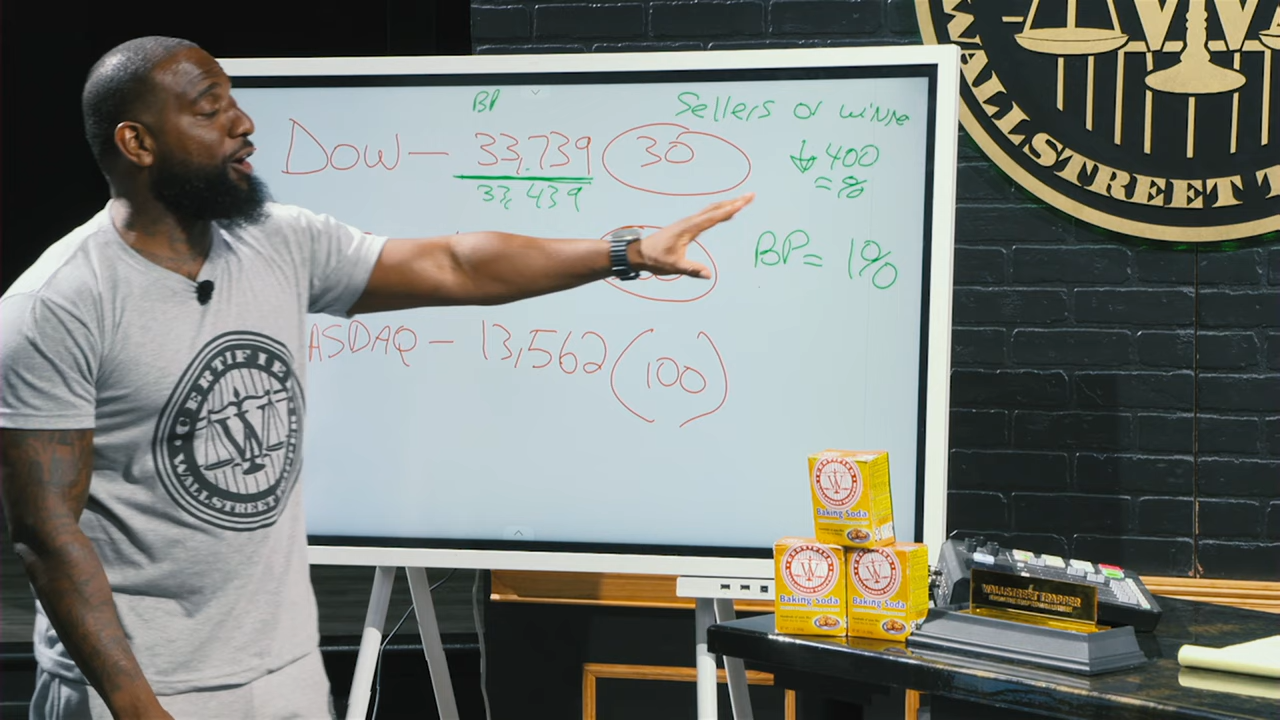 BP
Sellers or winne
DOW — 33,739 30
33,439
↓ 400
= %
BP = 1%
ASDAQ — 13,562 (100)
CERTIFIE
WALLSTREET
WALLSTREET T
CERTIFIED
Baking Soda
Baking Soda
Baking Soda
WALLSTREET TRAPPER